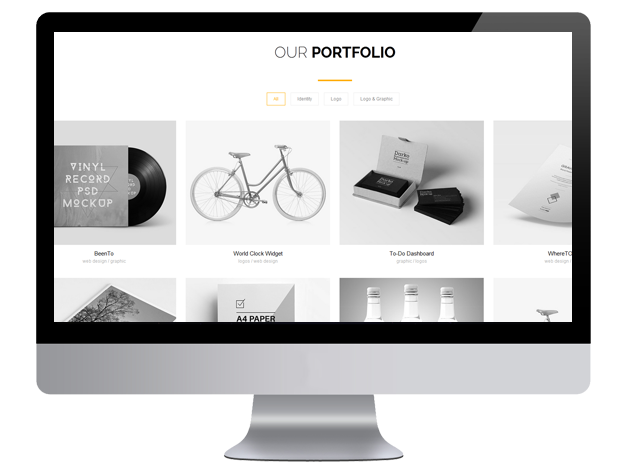 OUR PORTFOLIO
All
Identity
Logo
Logo & Graphic
VINYL
RECORD
PSD
MOCKUP
BeenTo
web design / graphic
World Clock Widget
logos / web design
To-Do Dashboard
graphic / logos
WhereTO
web design /
A4 PAPER